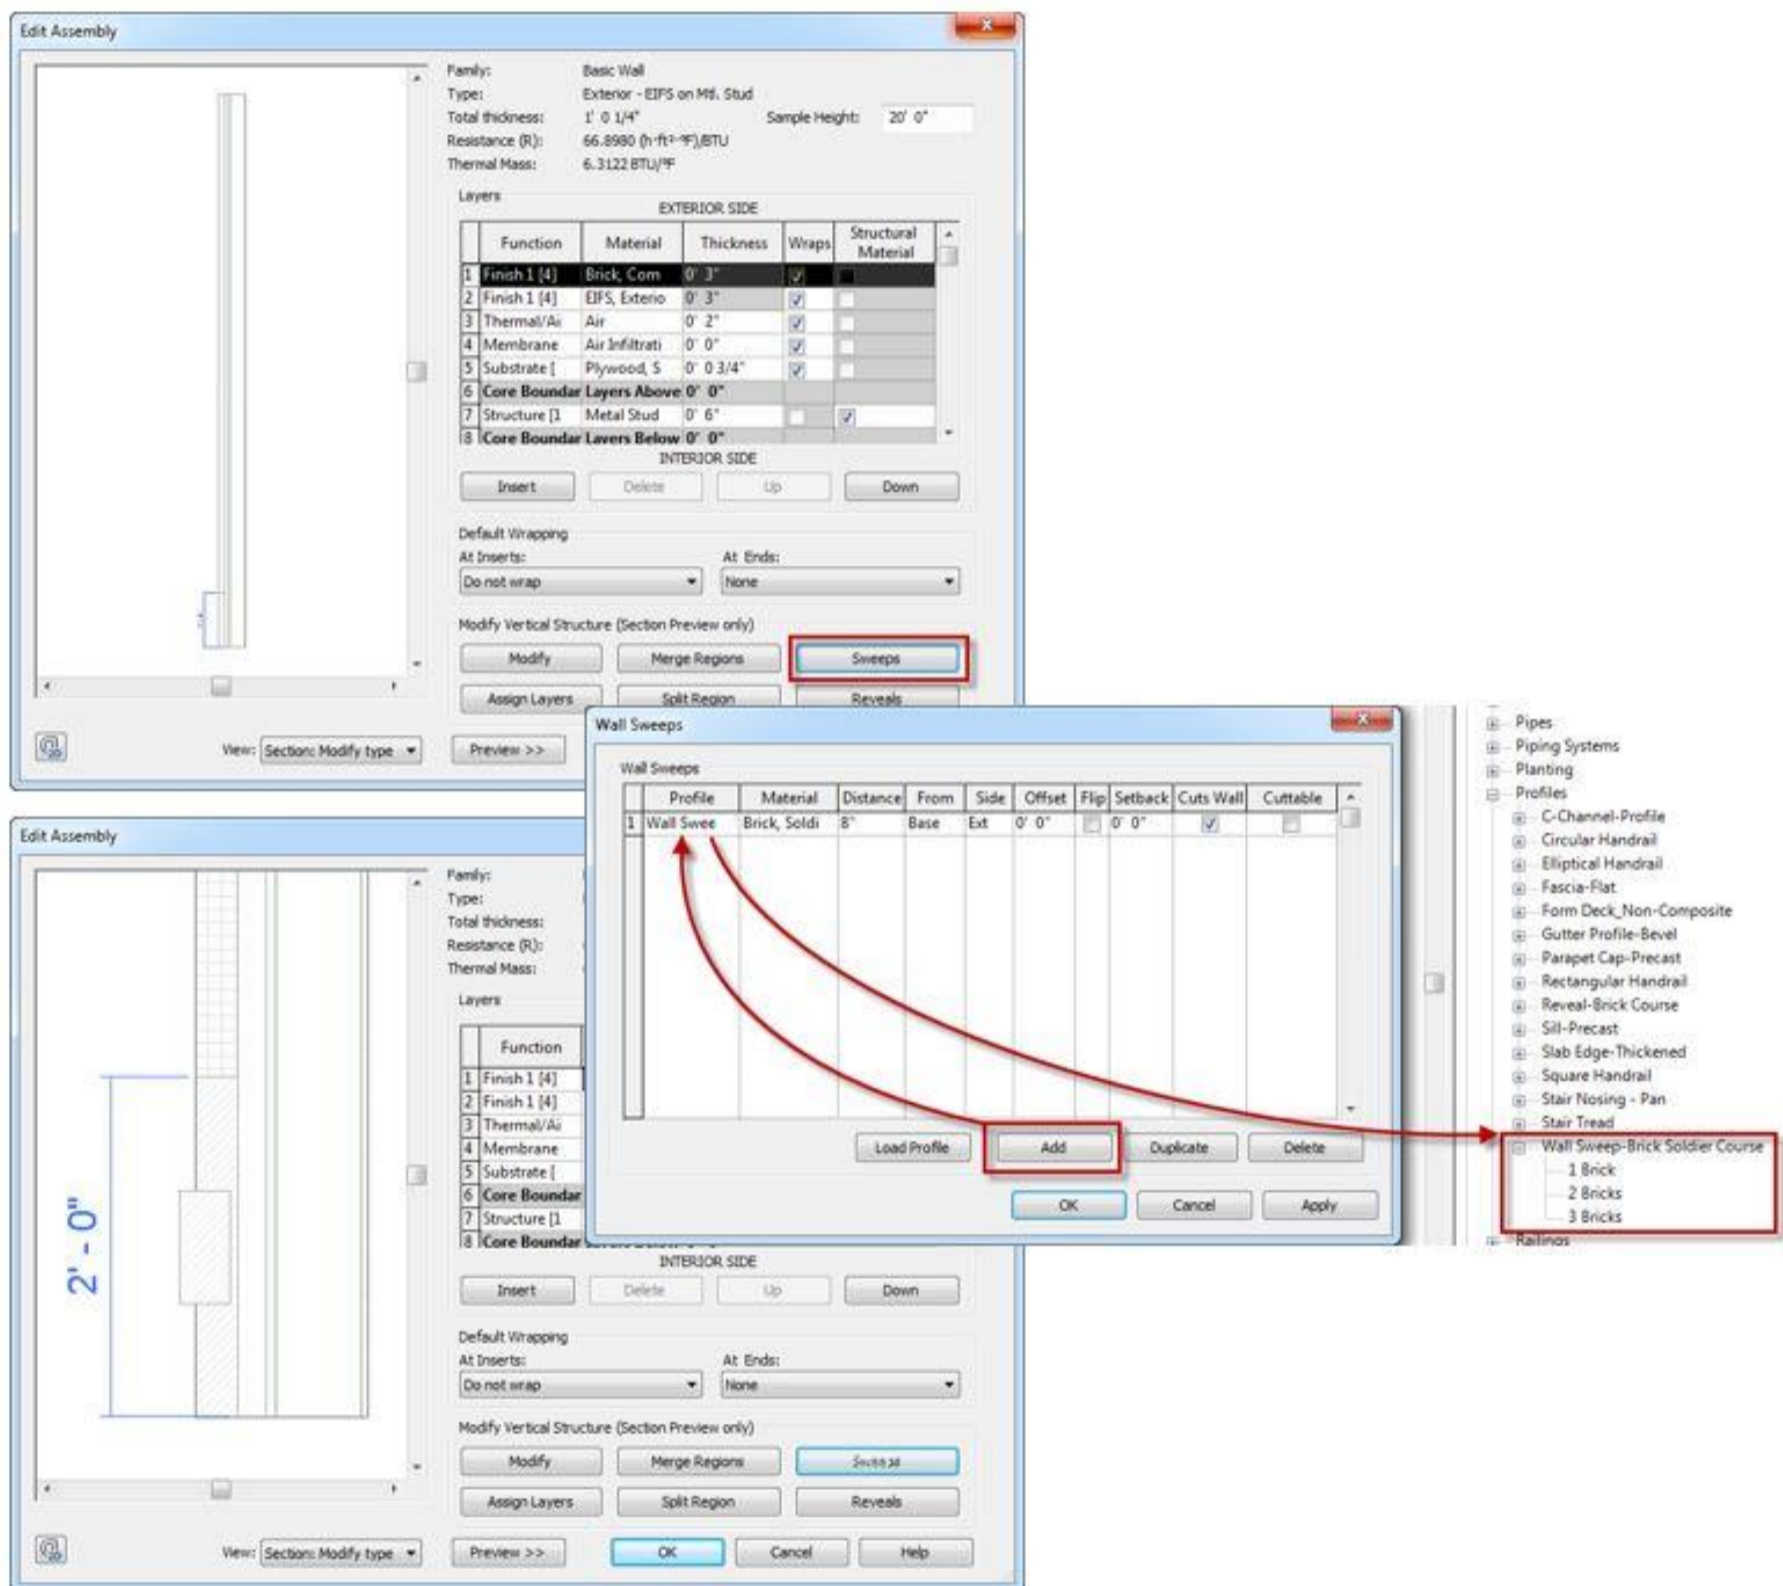 Edit Assembly
Family: Basic Wall
Type: Exterior - EIFS on Mtl. Stud
Total thickness: 1' 0 1/4" Sample Height: 20' 0"
Resistance (R): 66.8980 (h·ft²·°F)/BTU
Thermal Mass: 6.3122 BTU/°F
Layers
EXTERIOR SIDE
Function Material Thickness Wraps Structural Material
1 Finish 1 [4] Brick, Com 0' 3"
2 Finish 1 [4] EIFS, Exterio 0' 3"
3 Thermal/Ai Air 0' 2"
4 Membrane Air Infiltrati 0' 0"
5 Substrate [ Plywood, S 0' 0 3/4"
6 Core Boundar Layers Above 0' 0"
7 Structure [1 Metal Stud 0' 6"
8 Core Boundar Layers Below 0' 0"
INTERIOR SIDE
Insert Delete Up Down
Default Wrapping
At Inserts: At Ends:
Do not wrap None
Modify Vertical Structure (Section Preview only)
Modify Merge Regions Sweeps
Assign Layers Split Region Reveals
View: Section: Modify type Preview >>
Wall Sweeps
Wall Sweeps
Profile Material Distance From Side Offset Flip Setback Cuts Wall Cuttable
1 Wall Swee Brick, Soldi 8" Base Ext 0' 0" 0' 0"
Load Profile Add Duplicate Delete
OK Cancel Apply
Pipes
Piping Systems
Planting
Profiles
C-Channel-Profile
Circular Handrail
Elliptical Handrail
Fascia-Flat
Form Deck_Non-Composite
Gutter Profile-Bevel
Parapet Cap-Precast
Rectangular Handrail
Reveal-Brick Course
Sill-Precast
Slab Edge-Thickened
Square Handrail
Stair Nosing - Pan
Stair Tread
Wall Sweep-Brick Soldier Course
1 Brick
2 Bricks
3 Bricks
Railings
Edit Assembly
2' - 0"
Family:
Type:
Total thickness:
Resistance (R):
Thermal Mass:
Layers
Function
1 Finish 1 [4]
2 Finish 1 [4]
3 Thermal/Ai
4 Membrane
5 Substrate [
6 Core Boundar
7 Structure [1
8 Core Boundar
INTERIOR SIDE
Insert Delete Up Down
Default Wrapping
At Inserts: At Ends:
Do not wrap None
Modify Vertical Structure (Section Preview only)
Modify Merge Regions Sweeps
Assign Layers Split Region Reveals
View: Section: Modify type Preview >> OK Cancel Help